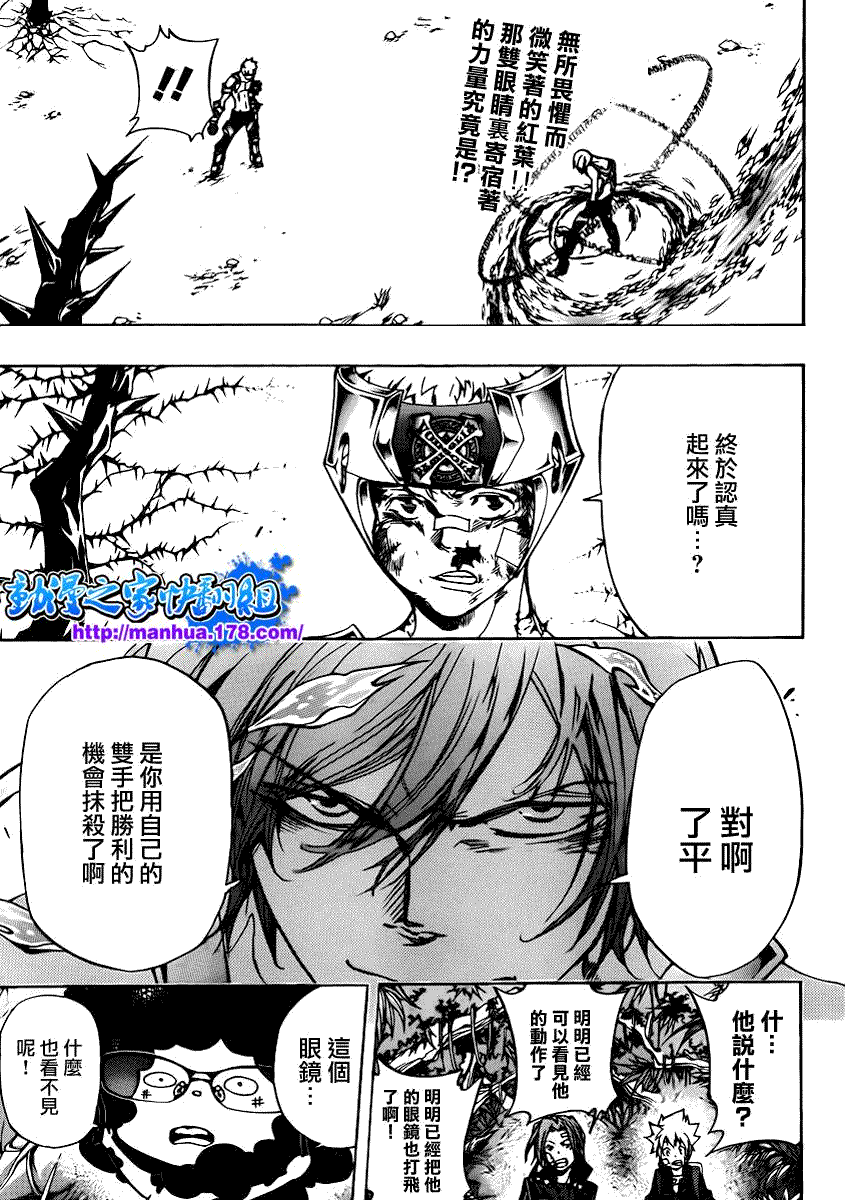 無所畏懼而
微笑著的紅葉!!
那雙眼睛裏寄宿著
的力量究竟是!?
!!
終於認真
起來了嗎…?
動漫之家快翻組
http://manhua.178.com/
對啊
了平
是你用自己的
雙手把勝利的
機會抹殺了啊
什…
他説什麼?
明明已經
可以看見他
的動作了
明明已經把他
的眼鏡也打飛
了啊!
這個
眼鏡…
什麼
也看不見
呢!